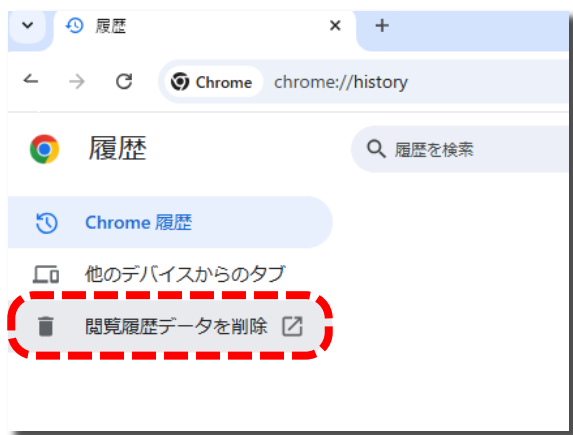 履歴
Chrome chrome://history
履歴
履歴を検索
Chrome 履歴
他のデバイスからのタブ
閲覧履歴データを削除